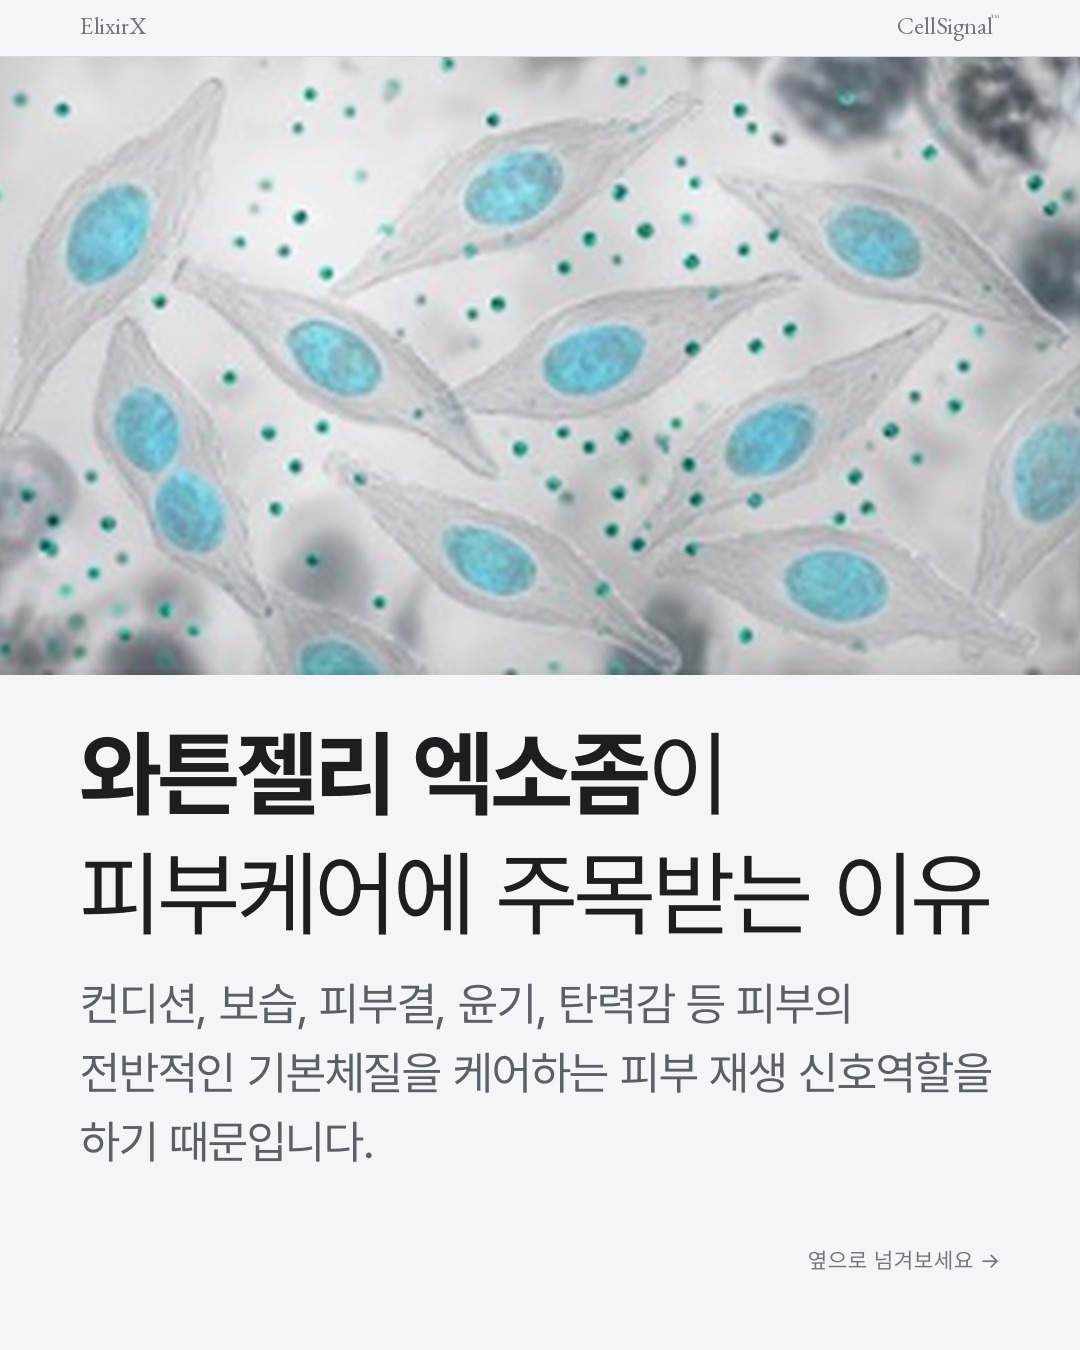 ElixirX
CellSignal™
와튼젤리 엑소좀이
피부케어에 주목받는 이유
컨디션, 보습, 피부결, 윤기, 탄력감 등 피부의
전반적인 기본체질을 케어하는 피부 재생 신호역할을
하기 때문입니다.
옆으로 넘겨보세요 →